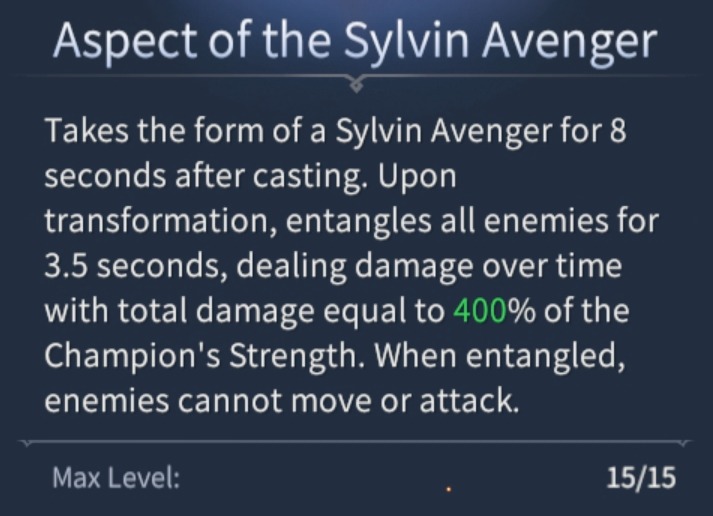 Aspect of the Sylvin Avenger
Takes the form of a Sylvin Avenger for 8
seconds after casting. Upon
transformation, entangles all enemies for
3.5 seconds, dealing damage over time
with total damage equal to 400% of the
Champion's Strength. When entangled,
enemies cannot move or attack.
Max Level: 15/15